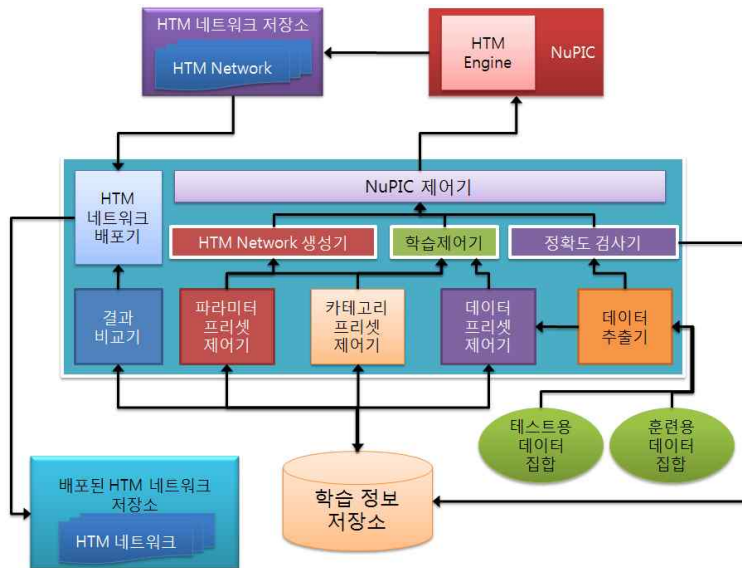 HTM 네트워크 저장소
HTM Network
HTM
Engine
NuPIC
HTM
네트워크
배포기
NuPIC 제어기
HTM Network 생성기
학습제어기
정확도 검사기
결과
비교기
파라미터
프리셋
제어기
카테고리
프리셋
제어기
데이터
프리셋
제어기
데이터
추출기
테스트용
데이터
집합
훈련용
데이터
집합
배포된 HTM 네트워크
저장소
HTM 네트워크
학습 정보
저장소